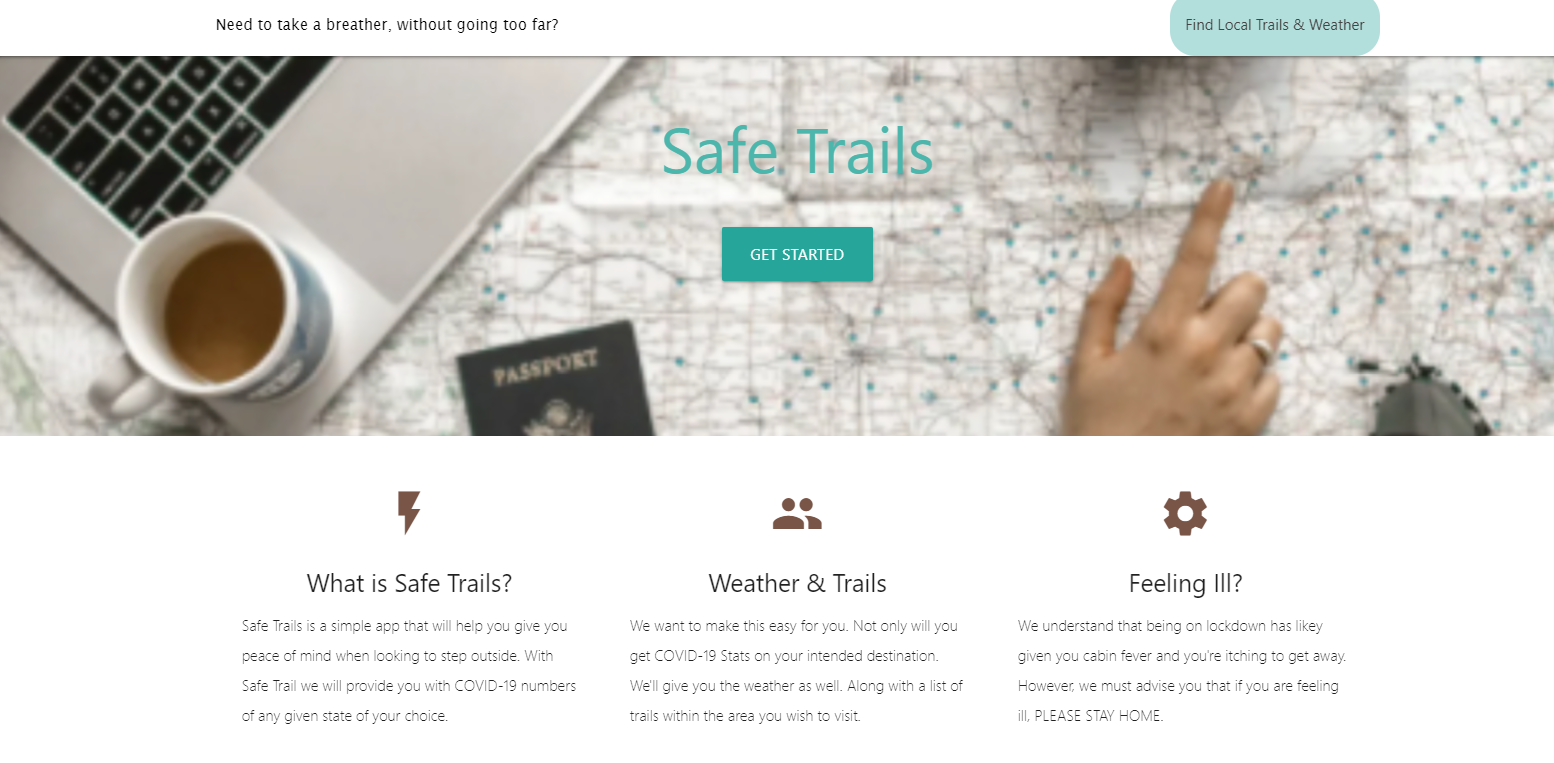 Need to take a breather, without going too far?
Find Local Trails & Weather
Safe Trails
GET STARTED
PASSPORT
What is Safe Trails?
Safe Trails is a simple app that will help you give you
peace of mind when looking to step outside. With
Safe Trail we will provide you with COVID-19 numbers
of any given state of your choice.
Weather & Trails
We want to make this easy for you. Not only will you
get COVID-19 Stats on your intended destination.
We'll give you the weather as well. Along with a list of
trails within the area you wish to visit.
Feeling Ill?
We understand that being on lockdown has likey
given you cabin fever and you're itching to get away.
However, we must advise you that if you are feeling
ill, PLEASE STAY HOME.